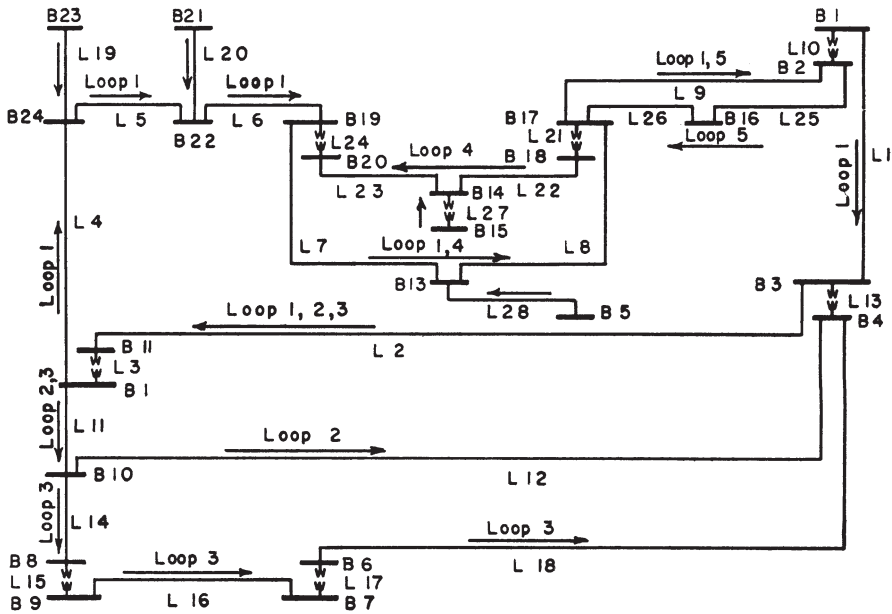 B23 B21 B1
L19 L20 L10
B2
Loop 1 Loop 1 Loop 1,5
L9
B24 L5 B22 L6 B19 B17 L26 B16 L25
L24 L21 Loop 5
B20 Loop 4 B18 L1
L23 B14 L22 Loop 1
L27
B15
L4 L7 Loop 1,4 L8
Loop 1 B13 B3 L13
L28 B5 B4
Loop 1, 2, 3
B11 L2
L3
B1
Loop 2,3
L11
Loop 2
B10 L12
Loop 3
L14
Loop 3
B8 Loop 3 B6 L18
L15 L17
B9 L16 B7